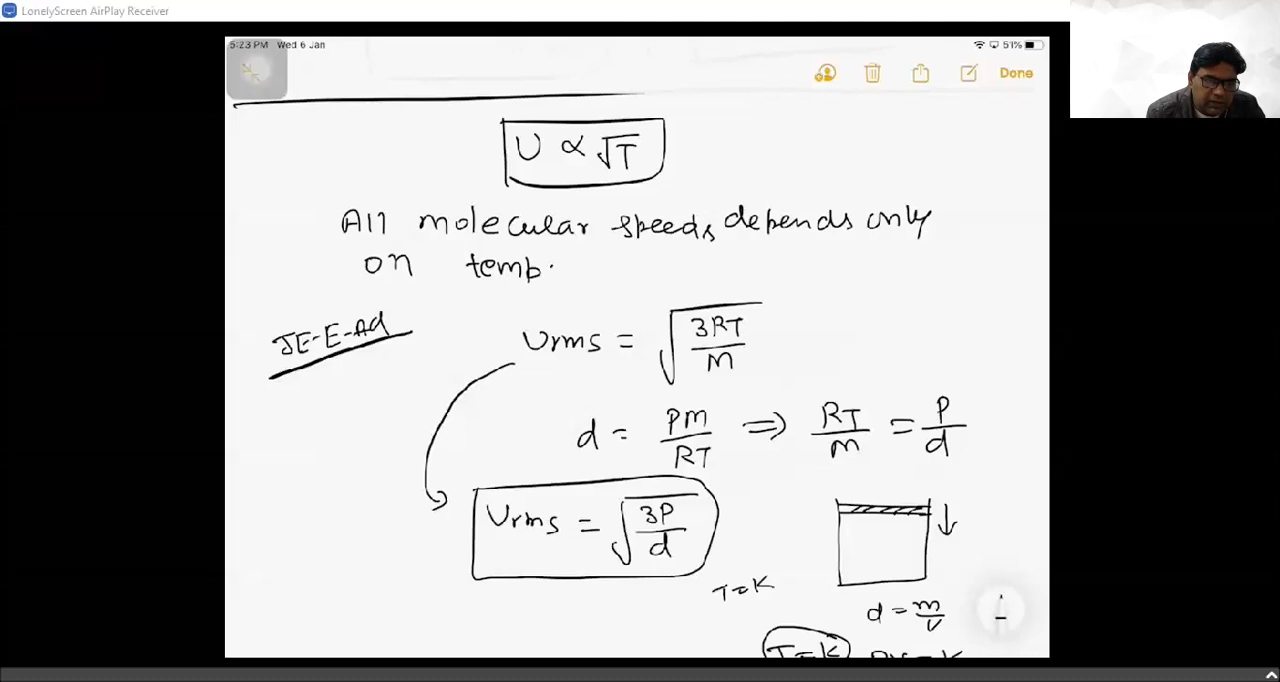 LonelyScreen AirPlay Receiver
5:23 PM Wed 6 Jan
51%
Done
U ∝ √T
All molecular speeds depends only
on temp.
JE-E-Ad
Urms = √(3RT/M)
d = PM/RT ⇒ RT/M = P/d
Urms = √(3P/d)
T=K
d = m/V
T=K